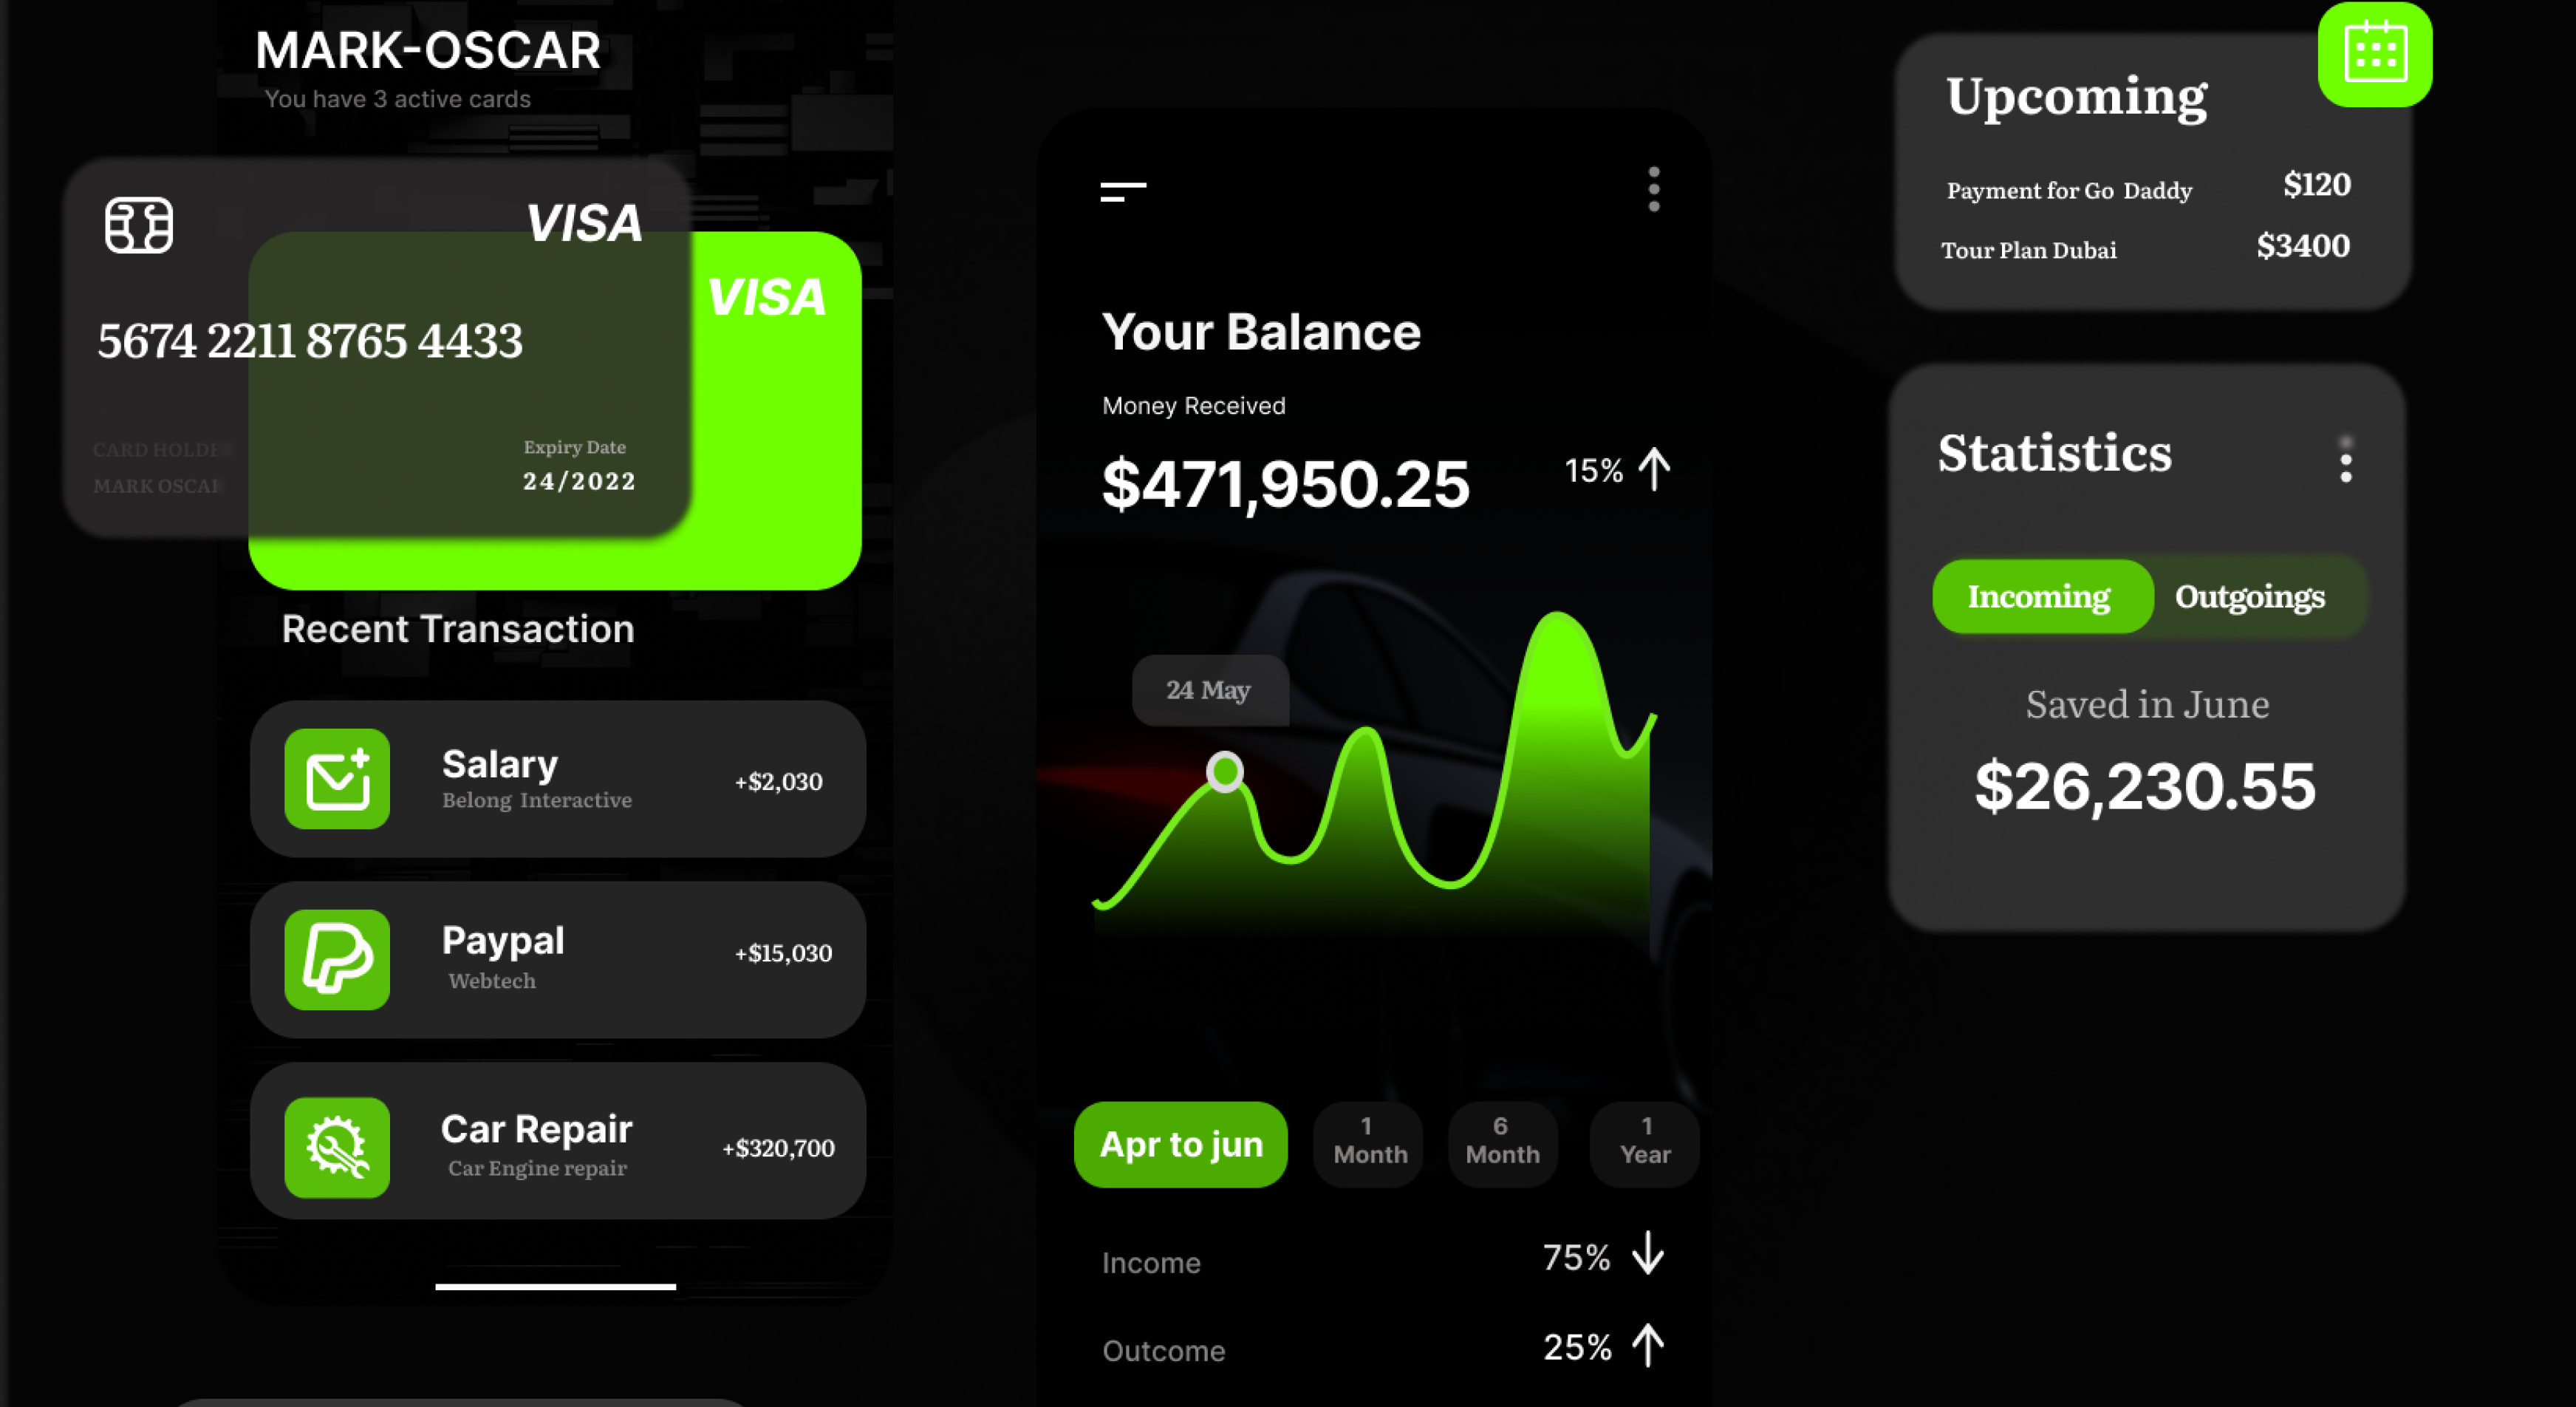 MARK-OSCAR
You have 3 active cards
VISA
VISA
5674 2211 8765 4433
CARD HOLDE
MARK OSCAR
Expiry Date
24/2022
Recent Transaction
Salary
Belong Interactive
+$2,030
Paypal
Webtech
+$15,030
Car Repair
Car Engine repair
+$320,700
Your Balance
Money Received
$471,950.25
15%
24 May
Apr to jun
1 Month
6 Month
1 Year
Income
75%
Outcome
25%
Upcoming
Payment for Go Daddy
$120
Tour Plan Dubai
$3400
Statistics
Incoming
Outgoings
Saved in June
$26,230.55